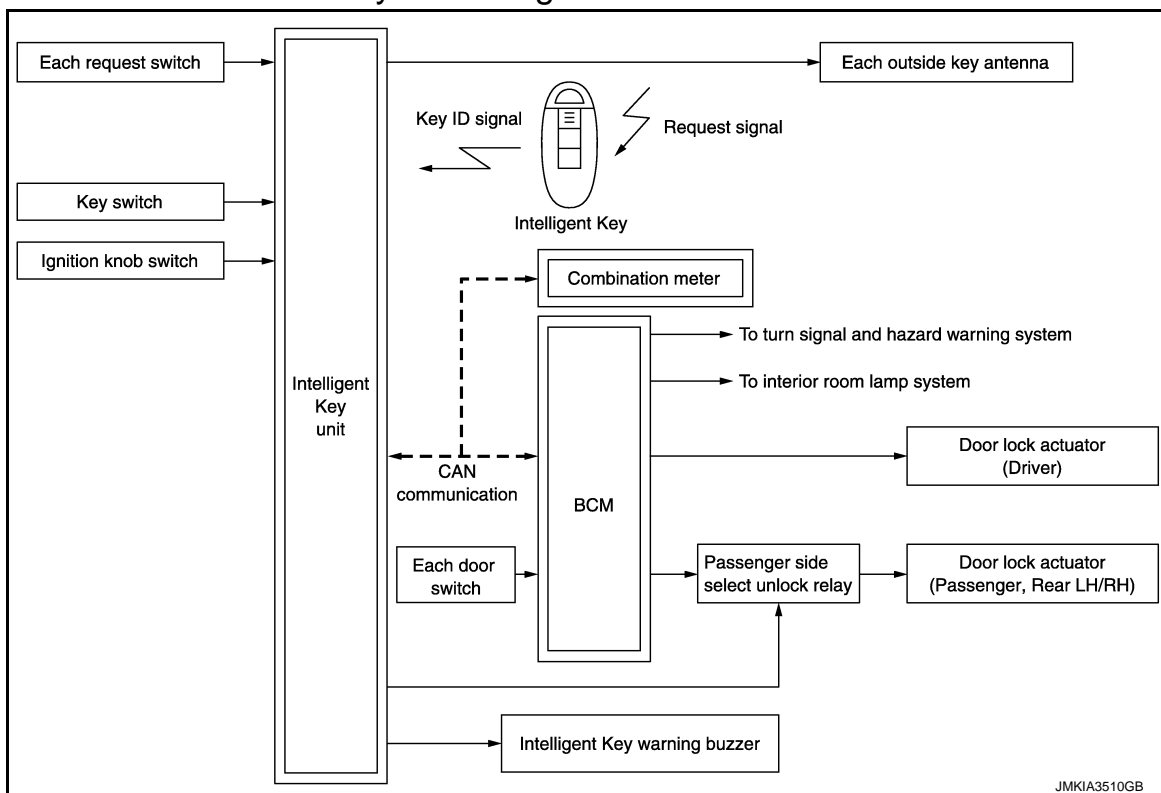 Each request switch
Each outside key antenna
Key ID signal
Request signal
Key switch
Intelligent Key
Ignition knob switch
Combination meter
To turn signal and hazard warning system
To interior room lamp system
Intelligent
Key
unit
CAN
communication
BCM
Door lock actuator
(Driver)
Each door
switch
Passenger side
select unlock relay
Door lock actuator
(Passenger, Rear LH/RH)
Intelligent Key warning buzzer
JMKIA3510GB